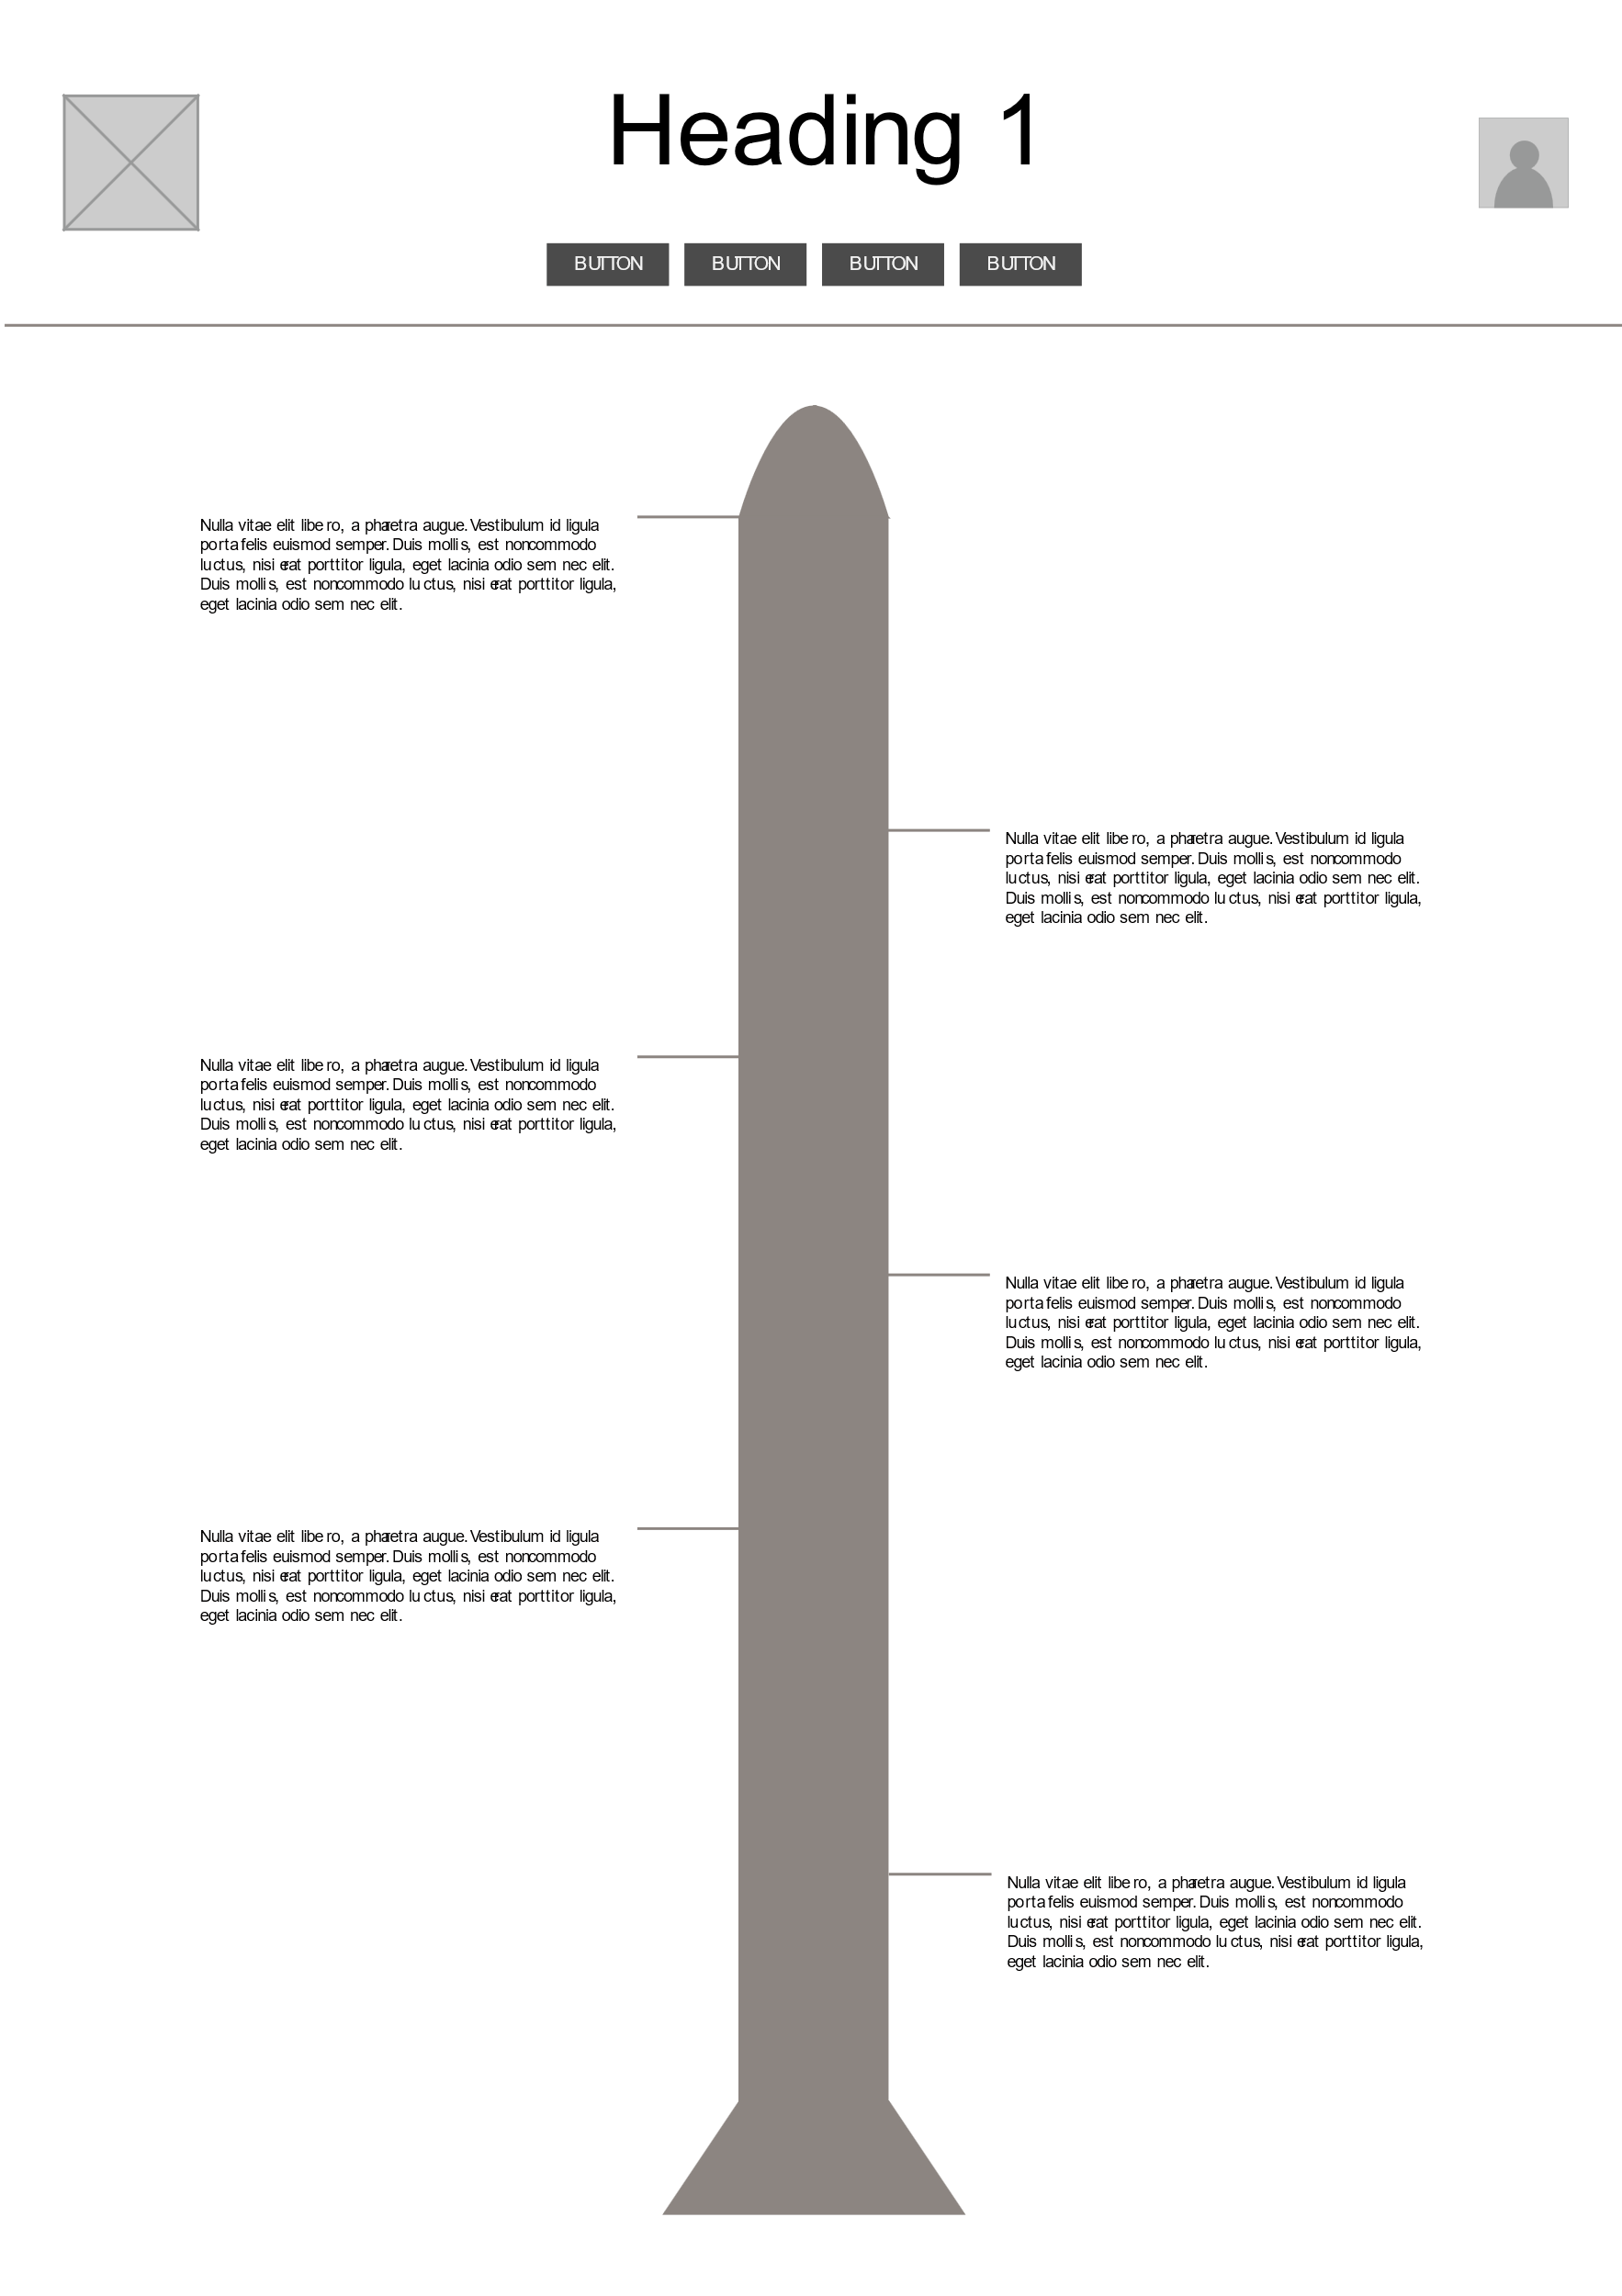 Heading 1
BUTTON BUTTON BUTTON BUTTON
Nulla vitae elit libero, a pharetra augue. Vestibulum id ligula
porta felis euismod semper. Duis mollis, est noncommodo
luctus, nisi erat porttitor ligula, eget lacinia odio sem nec elit.
Duis mollis, est noncommodo luctus, nisi erat porttitor ligula,
eget lacinia odio sem nec elit.
Nulla vitae elit libero, a pharetra augue. Vestibulum id ligula
porta felis euismod semper. Duis mollis, est noncommodo
luctus, nisi erat porttitor ligula, eget lacinia odio sem nec elit.
Duis mollis, est noncommodo luctus, nisi erat porttitor ligula,
eget lacinia odio sem nec elit.
Nulla vitae elit libero, a pharetra augue. Vestibulum id ligula
porta felis euismod semper. Duis mollis, est noncommodo
luctus, nisi erat porttitor ligula, eget lacinia odio sem nec elit.
Duis mollis, est noncommodo luctus, nisi erat porttitor ligula,
eget lacinia odio sem nec elit.
Nulla vitae elit libero, a pharetra augue. Vestibulum id ligula
porta felis euismod semper. Duis mollis, est noncommodo
luctus, nisi erat porttitor ligula, eget lacinia odio sem nec elit.
Duis mollis, est noncommodo luctus, nisi erat porttitor ligula,
eget lacinia odio sem nec elit.
Nulla vitae elit libero, a pharetra augue. Vestibulum id ligula
porta felis euismod semper. Duis mollis, est noncommodo
luctus, nisi erat porttitor ligula, eget lacinia odio sem nec elit.
Duis mollis, est noncommodo luctus, nisi erat porttitor ligula,
eget lacinia odio sem nec elit.
Nulla vitae elit libero, a pharetra augue. Vestibulum id ligula
porta felis euismod semper. Duis mollis, est noncommodo
luctus, nisi erat porttitor ligula, eget lacinia odio sem nec elit.
Duis mollis, est noncommodo luctus, nisi erat porttitor ligula,
eget lacinia odio sem nec elit.